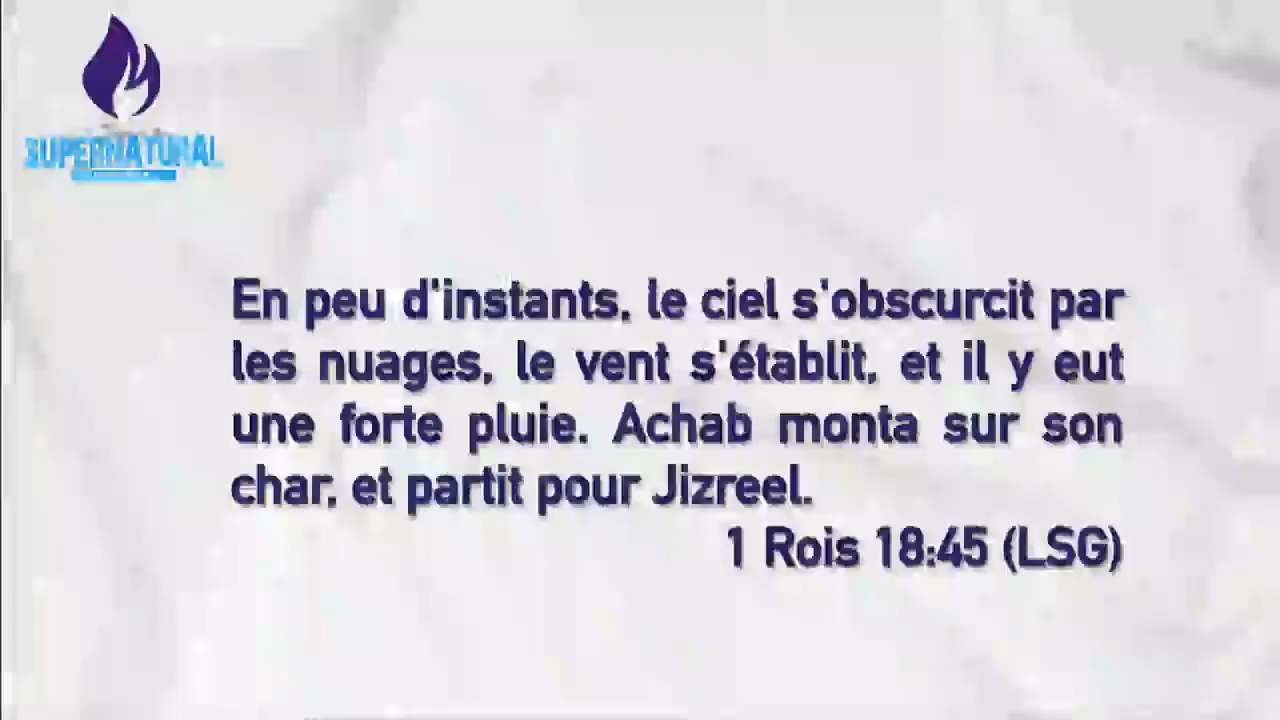 SUPERNATURAL
En peu d'instants, le ciel s'obscurcit par
les nuages, le vent s'établit, et il y eut
une forte pluie. Achab monta sur son
char, et partit pour Jizreel.
1 Rois 18:45 (LSG)